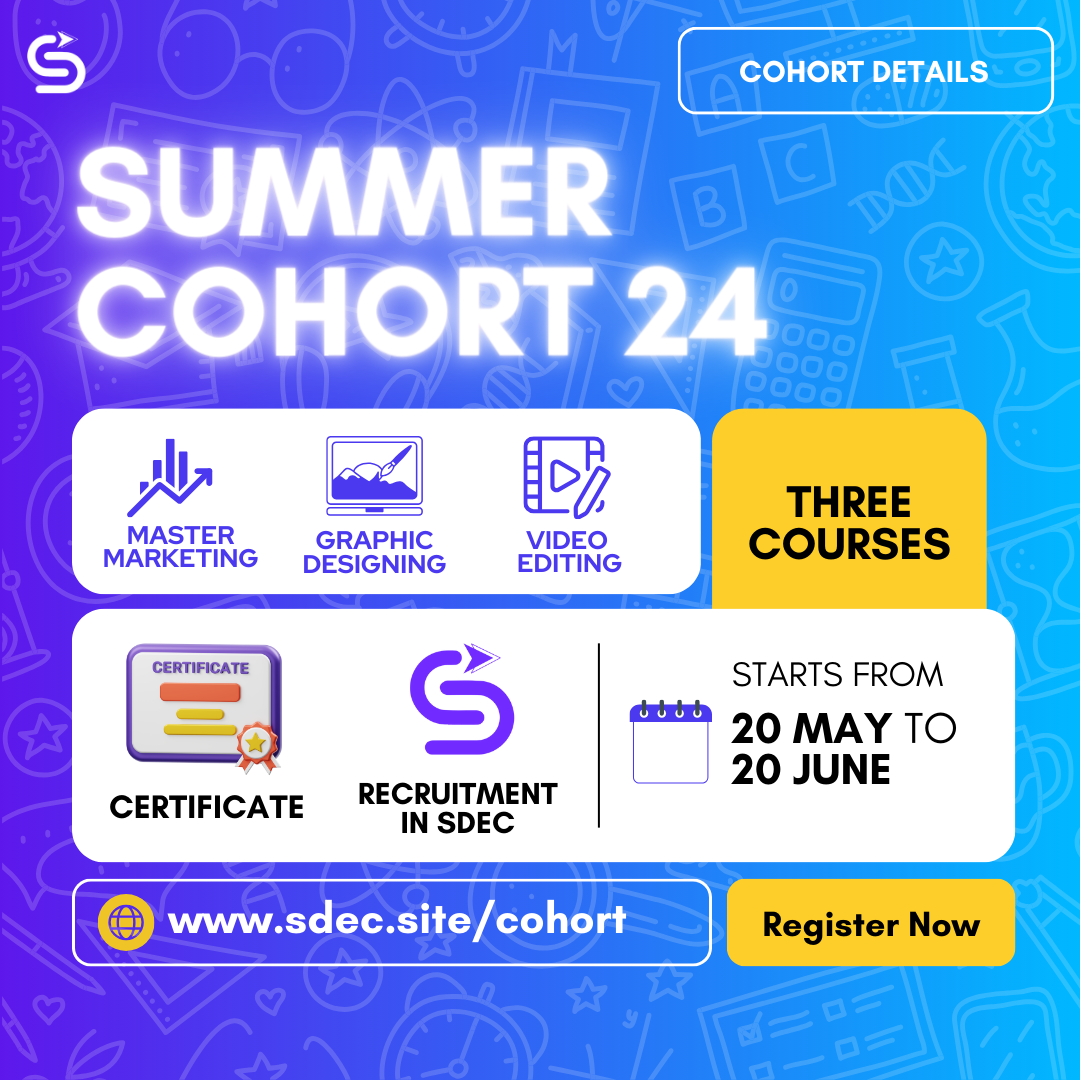 COHORT DETAILS
SUMMER
COHORT 24
MASTER
MARKETING
GRAPHIC
DESIGNING
VIDEO
EDITING
THREE
COURSES
CERTIFICATE
CERTIFICATE
RECRUITMENT
IN SDEC
STARTS FROM
20 MAY TO
20 JUNE
www.sdec.site/cohort
Register Now
M
A
B
C